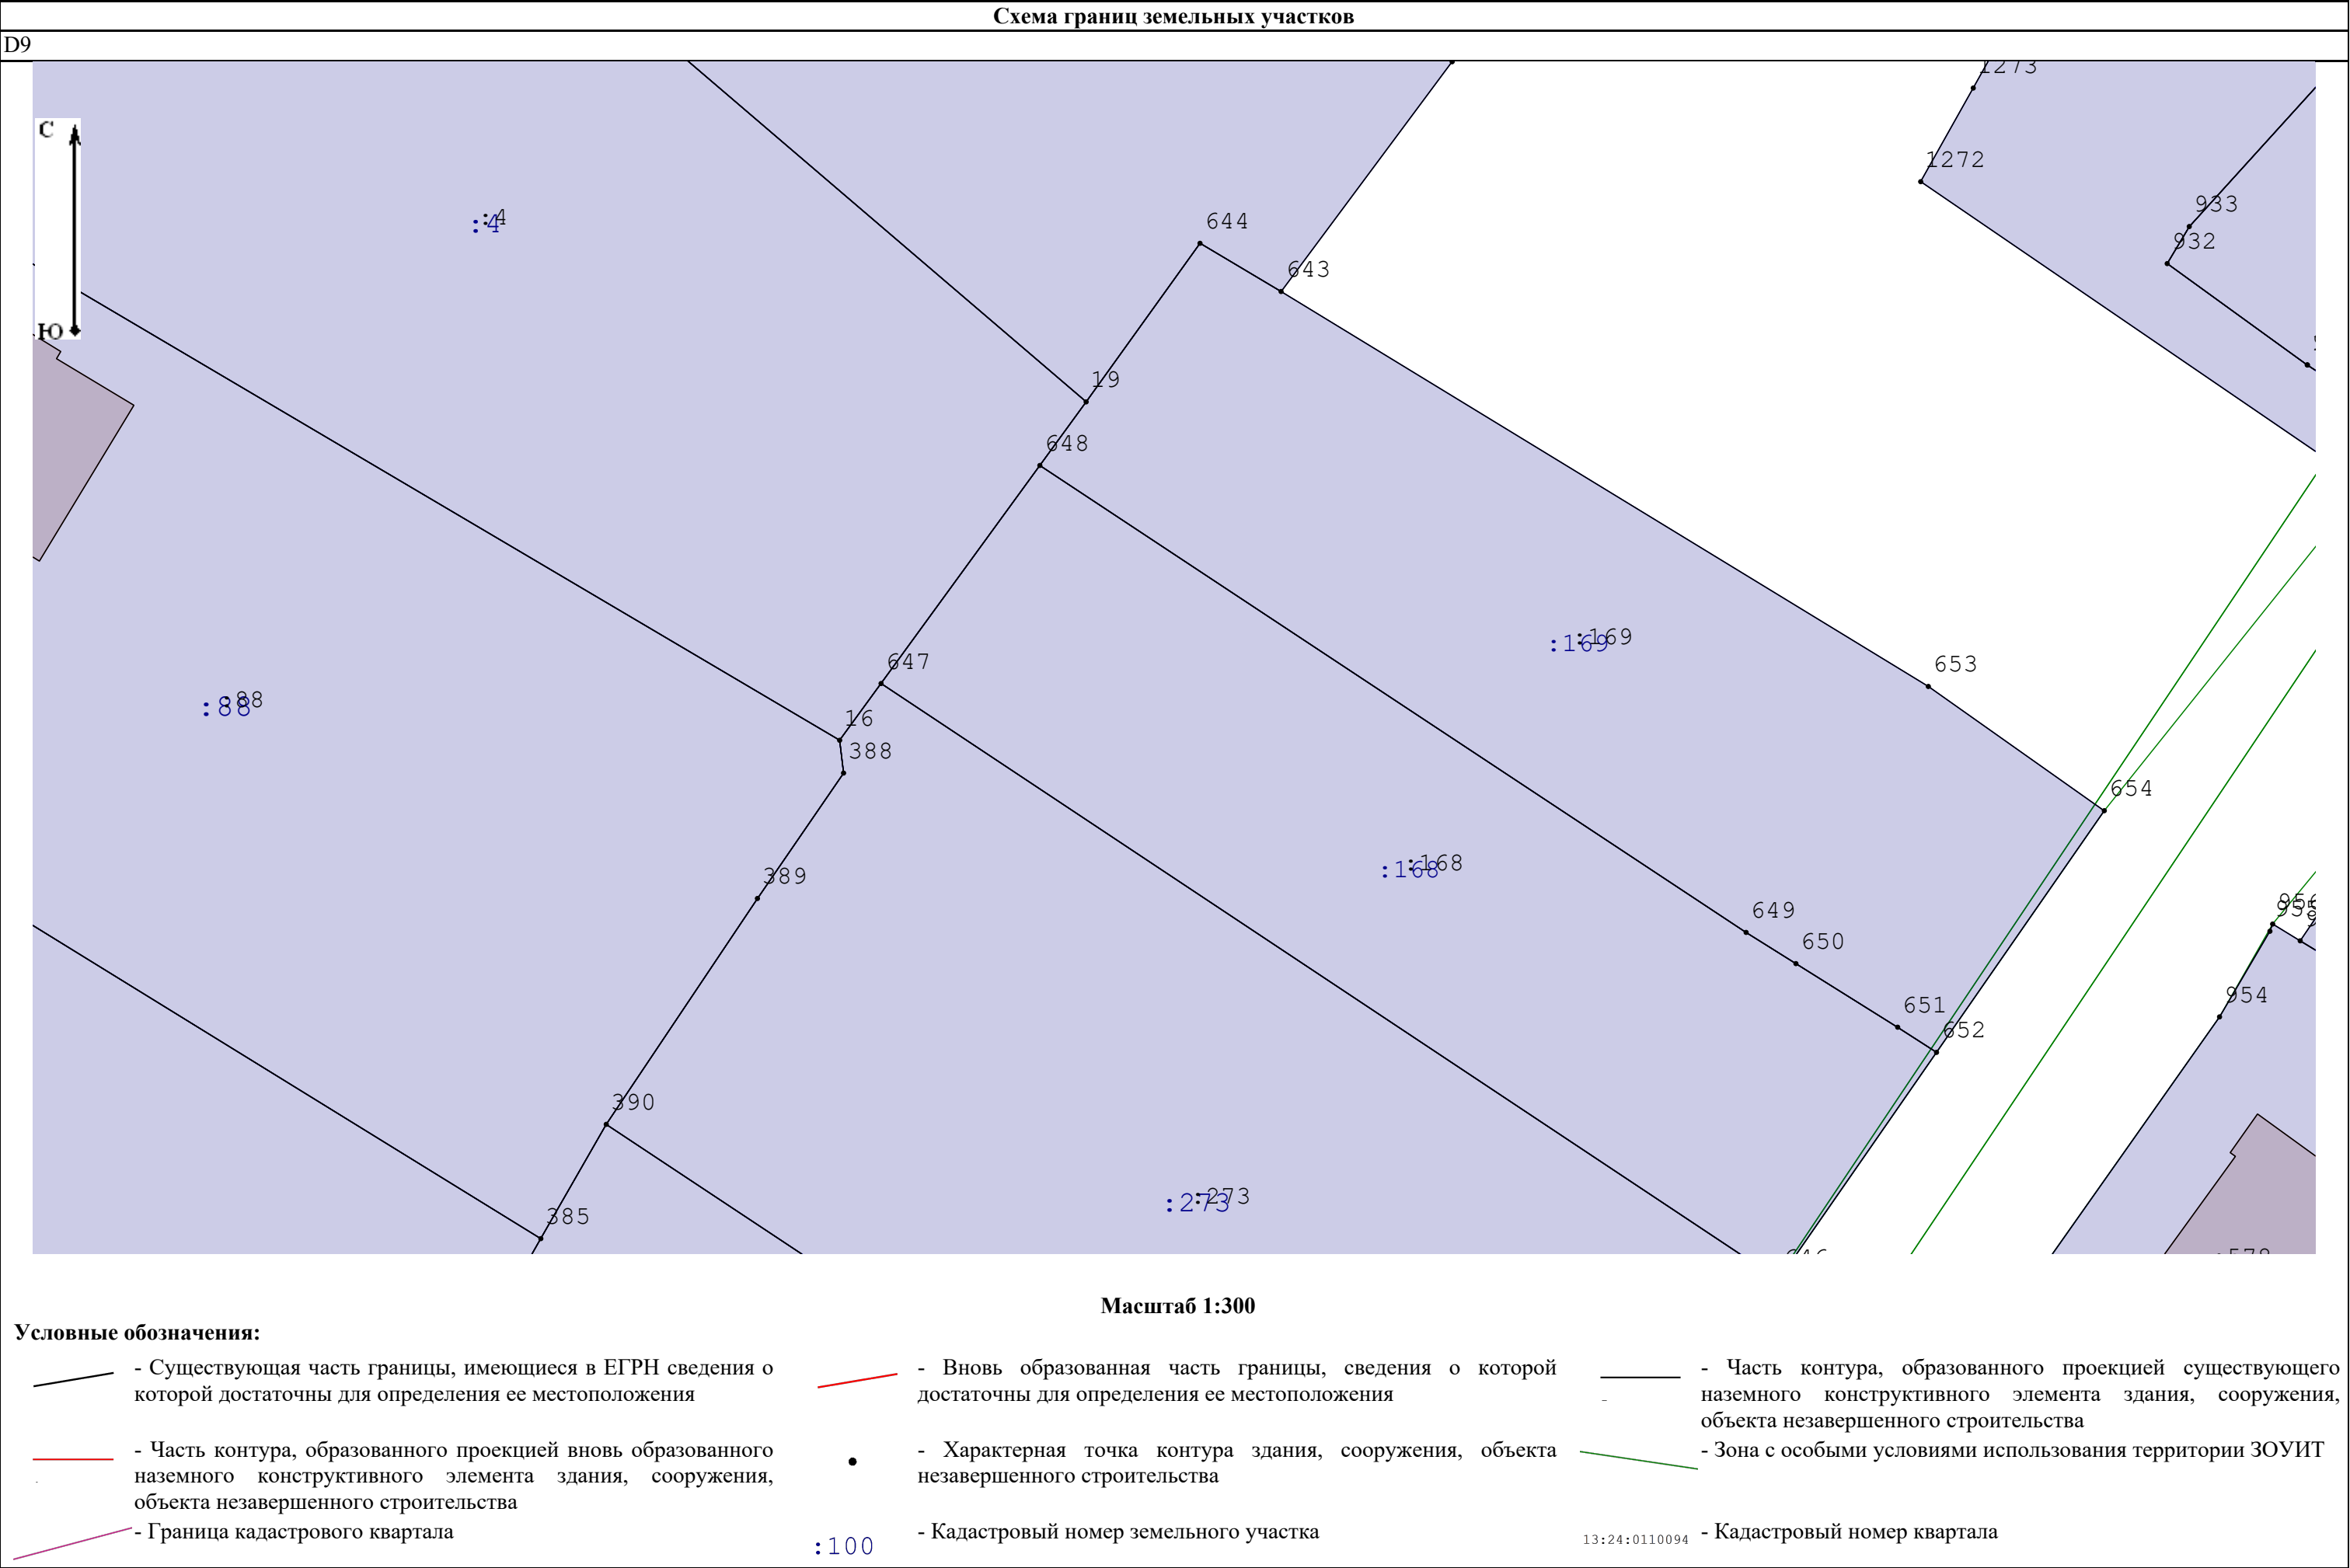 Схема границ земельных участков
D9
1273
С
1272
933
:4
:4
644
932
643
Ю
19
648
:169
:169
647
653
:88
:88
16
388
654
:168
:168
389
649
955
650
954
651
652
390
:273
:273
385
Масштаб 1:300
Условные обозначения:
- Существующая часть границы, имеющиеся в ЕГРН сведения о
которой достаточны для определения ее местоположения
- Вновь образованная часть границы, сведения о которой
достаточны для определения ее местоположения
- Часть контура, образованного проекцией существующего
наземного конструктивного элемента здания, сооружения,
объекта незавершенного строительства
- Часть контура, образованного проекцией вновь образованного
наземного конструктивного элемента здания, сооружения,
объекта незавершенного строительства
- Характерная точка контура здания, сооружения, объекта
незавершенного строительства
- Зона с особыми условиями использования территории ЗОУИТ
- Граница кадастрового квартала
:100
- Кадастровый номер земельного участка
13:24:0110094
- Кадастровый номер квартала